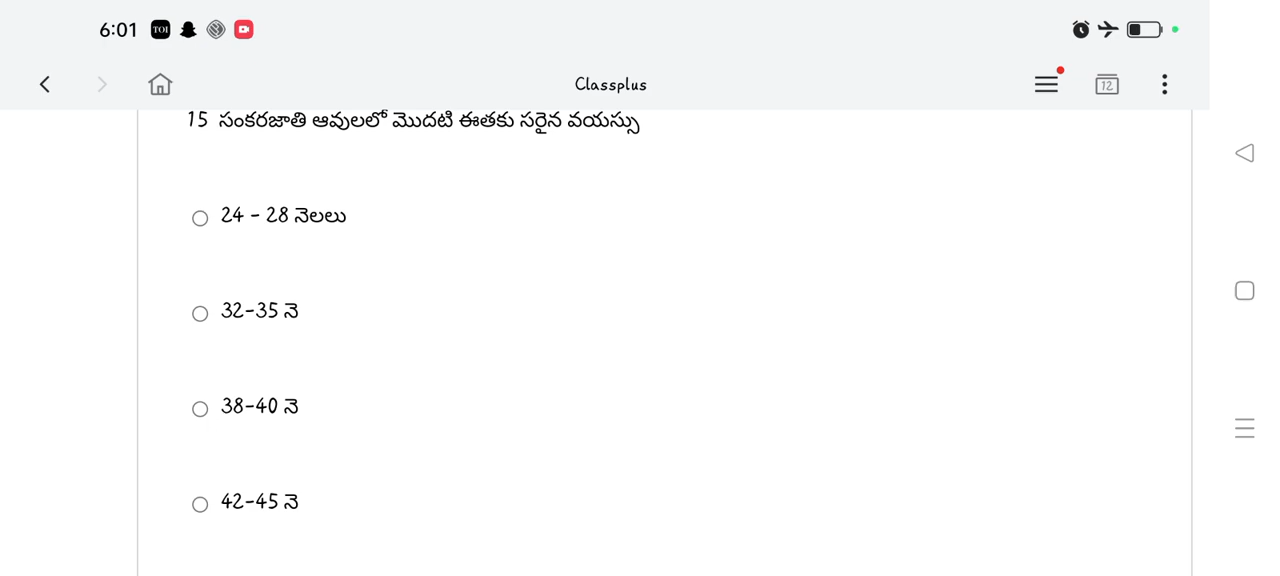 6:01 TOI
Classplus 12
15 సంకరజాతి ఆవులలో మొదటి ఈతకు సరైన వయస్సు
24 - 28 నెలలు
32-35 నె
38-40 నె
42-45 నె